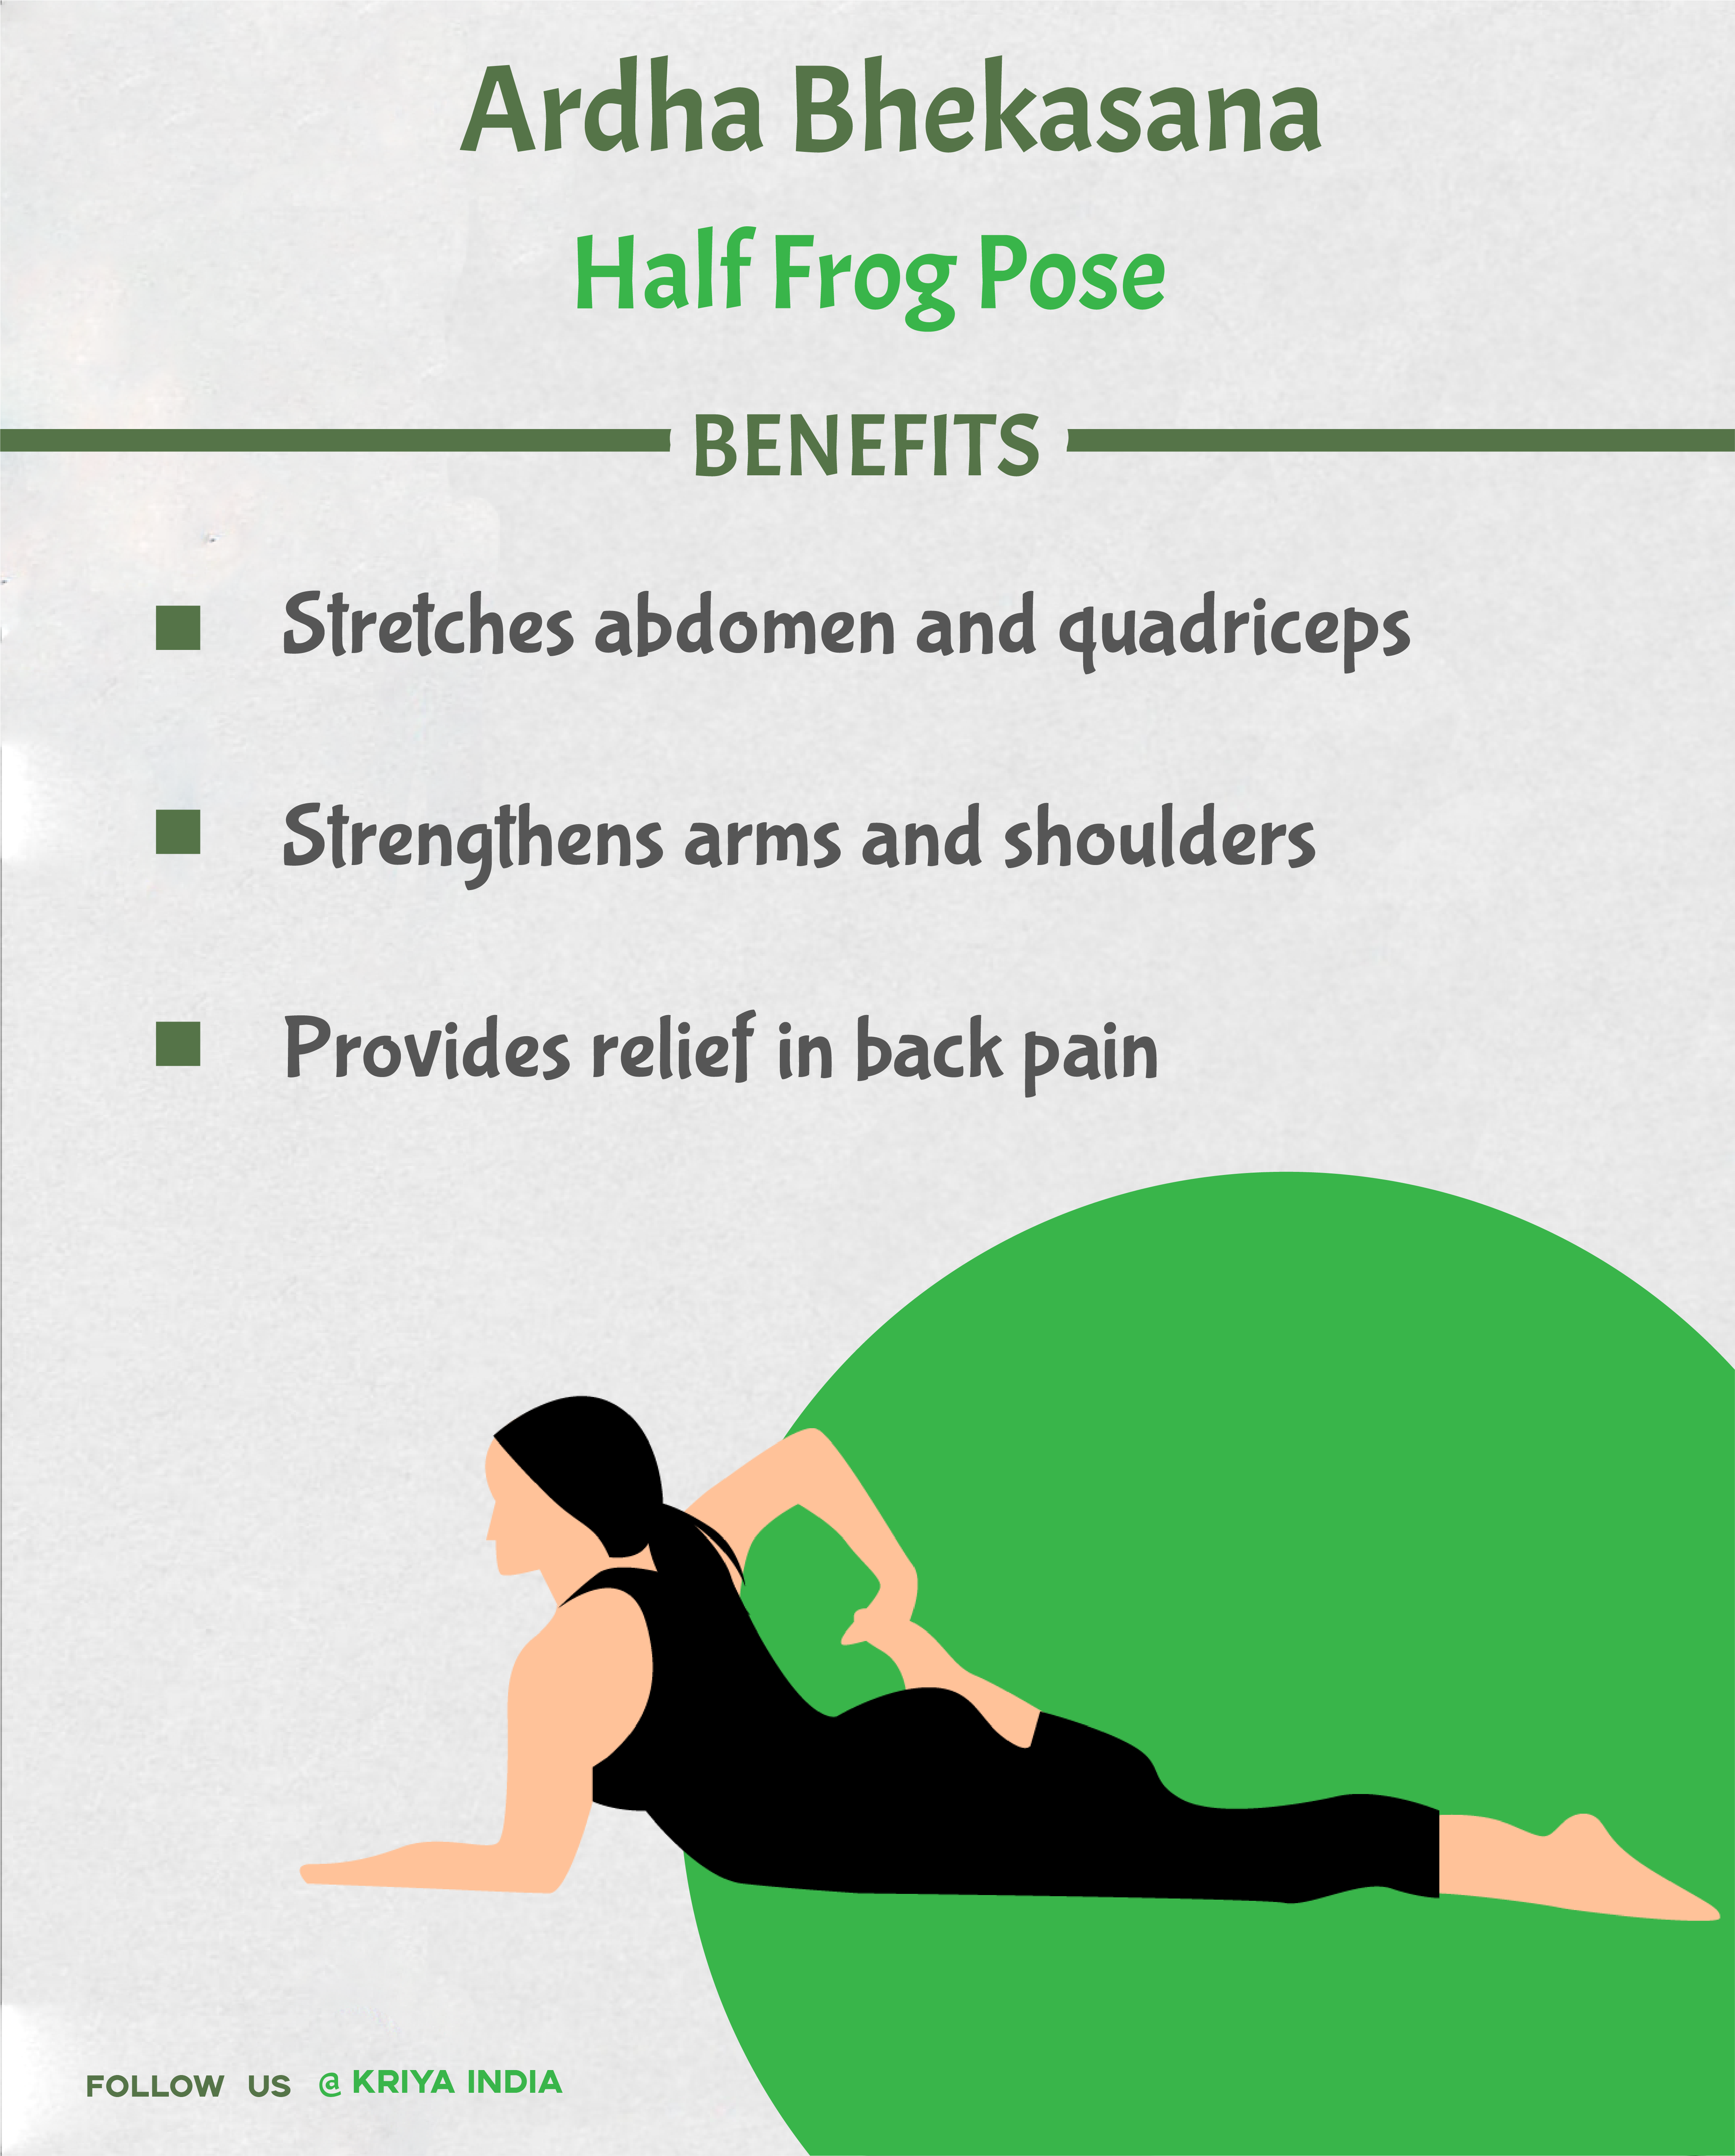 Ardha Bhekasana
Half Frog Pose
BENEFITS
Stretches abdomen and quadriceps
Strengthens arms and shoulders
Provides relief in back pain
FOLLOW US @ KRIYA INDIA